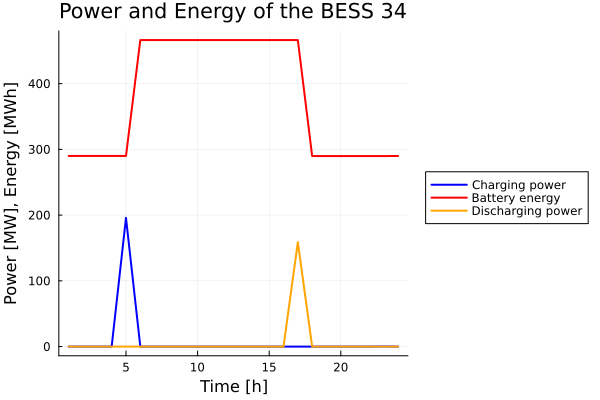 Power and Energy of the BESS 34
Power [MW], Energy [MWh]
400
300
200
100
0
5
10
15
20
Time [h]
Charging power
Battery energy
Discharging power